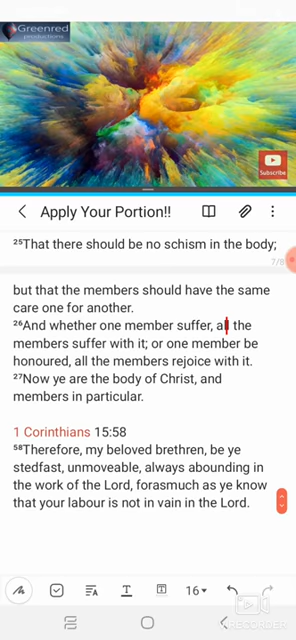 Greenred
productions
Subscribe
Apply Your Portion!!
25That there should be no schism in the body;
7/8
but that the members should have the same
care one for another.
26And whether one member suffer, all the
members suffer with it; or one member be
honoured, all the members rejoice with it.
27Now ye are the body of Christ, and
members in particular.
1 Corinthians 15:58
58Therefore, my beloved brethren, be ye
stedfast, unmoveable, always abounding in
the work of the Lord, forasmuch as ye know
that your labour is not in vain in the Lord.
16
RECORDER